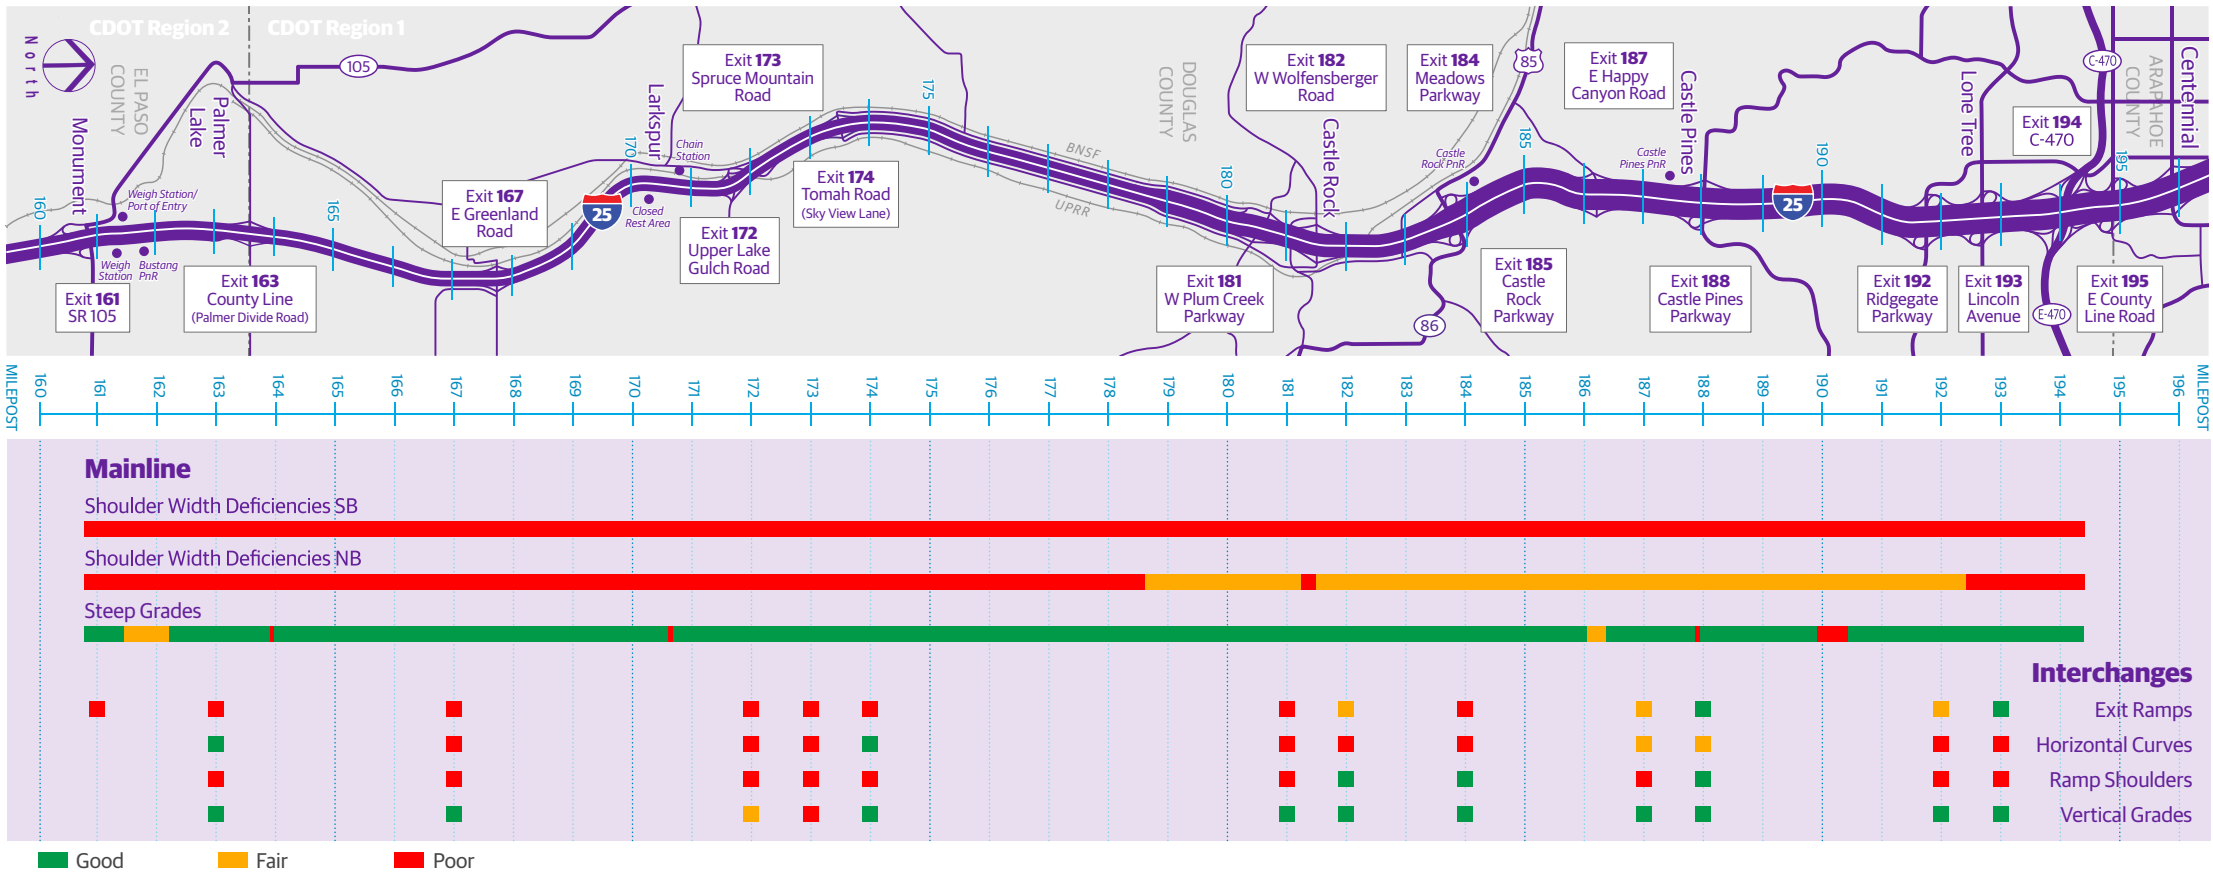 CDOT Region 2
CDOT Region 1
North
EL PASO
COUNTY
Palmer
Lake
Monument
105
Weigh Station/
Port of Entry
Weigh
Station
Bustang
PnR
160
Exit 161
SR 105
Exit 163
County Line
(Palmer Divide Road)
165
Exit 167
E Greenland
Road
25
170
Larkspur
Chain
Station
Closed
Rest Area
Exit 173
Spruce Mountain
Road
Exit 172
Upper Lake
Gulch Road
Exit 174
Tomah Road
(Sky View Lane)
175
BNSF
UPRR
DOUGLAS
COUNTY
180
Exit 181
W Plum Creek
Parkway
Exit 182
W Wolfensberger
Road
Castle Rock
Exit 184
Meadows
Parkway
85
Castle
Rock PnR
86
185
Exit 185
Castle
Rock
Parkway
Exit 187
E Happy
Canyon Road
Castle
Pines PnR
Castle Pines
Exit 188
Castle Pines
Parkway
25
190
Exit 192
Ridgegate
Parkway
Lone Tree
Exit 193
Lincoln
Avenue
Exit 194
C-470
C-470
E-470
ARAPAHOE
COUNTY
195
Exit 195
E County
Line Road
Centennial
MILEPOST
160
161
162
163
164
165
166
167
168
169
170
171
172
173
174
175
176
177
178
179
180
181
182
183
184
185
186
187
188
189
190
191
192
193
194
195
196
MILEPOST
Mainline
Shoulder Width Deficiencies SB
Shoulder Width Deficiencies NB
Steep Grades
Interchanges
Exit Ramps
Horizontal Curves
Ramp Shoulders
Vertical Grades
Good
Fair
Poor